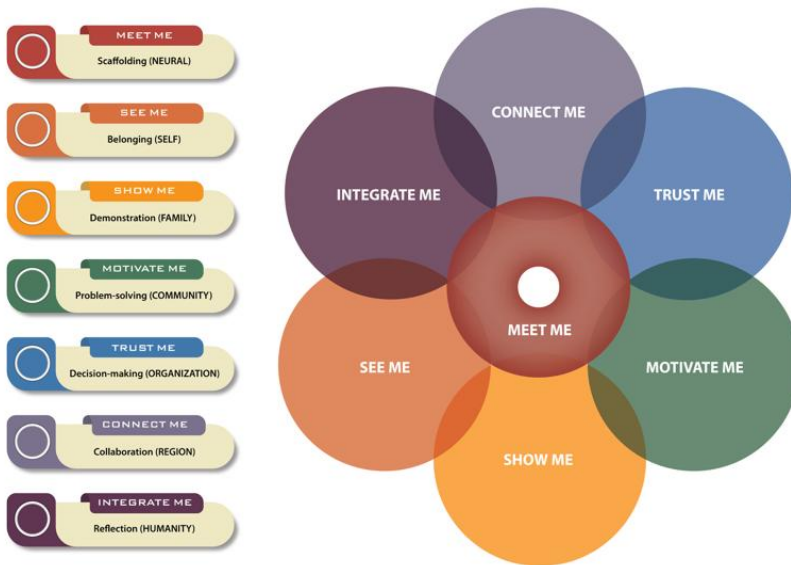 MEET ME
Scaffolding (NEURAL)
SEE ME
Belonging (SELF)
SHOW ME
Demonstration (FAMILY)
MOTIVATE ME
Problem-solving (COMMUNITY)
TRUST ME
Decision-making (ORGANIZATION)
CONNECT ME
Collaboration (REGION)
INTEGRATE ME
Reflection (HUMANITY)
CONNECT ME
INTEGRATE ME
TRUST ME
MEET ME
SEE ME
MOTIVATE ME
SHOW ME